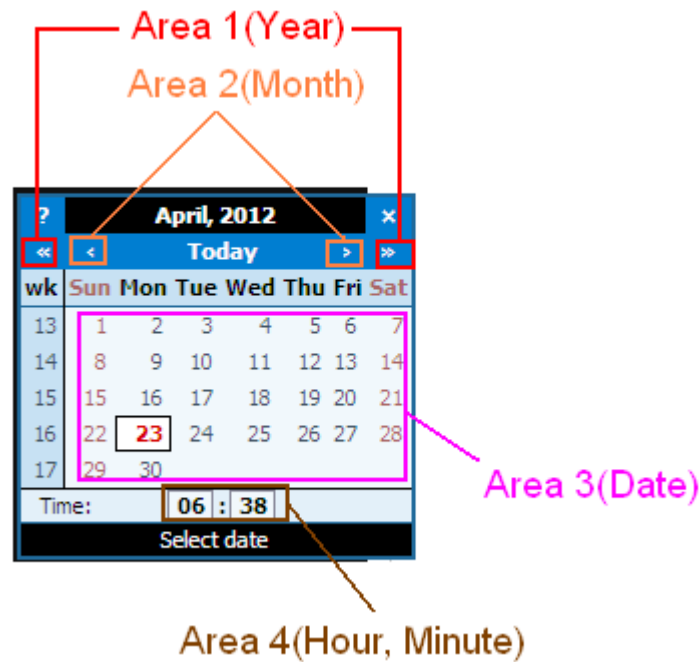 Area 1(Year)
Area 2(Month)
? April, 2012 ×
« < Today > »
wk Sun Mon Tue Wed Thu Fri Sat
13 1 2 3 4 5 6 7
14 8 9 10 11 12 13 14
15 15 16 17 18 19 20 21
16 22 23 24 25 26 27 28
17 29 30
Area 3(Date)
Time: 06 : 38
Select date
Area 4(Hour, Minute)